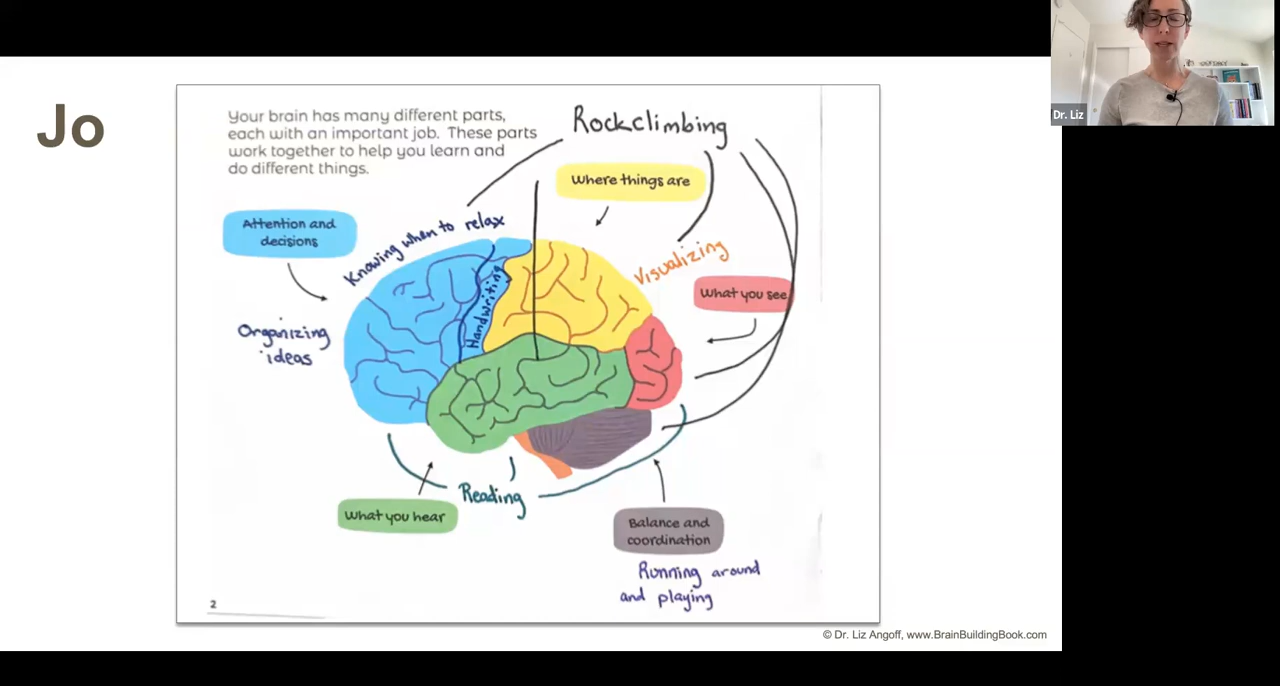 Jo
Your brain has many different parts,
each with an important job. These parts
work together to help you learn and
do different things.
Rockclimbing
Where things are
Attention and
decisions
Knowing when to relax
Visualizing
What you see
Handwriting
Organizing
ideas
Reading
What you hear
Balance and
coordination
Running around
and playing
2
© Dr. Liz Angoff, www.BrainBuildingBook.com
Dr. Liz